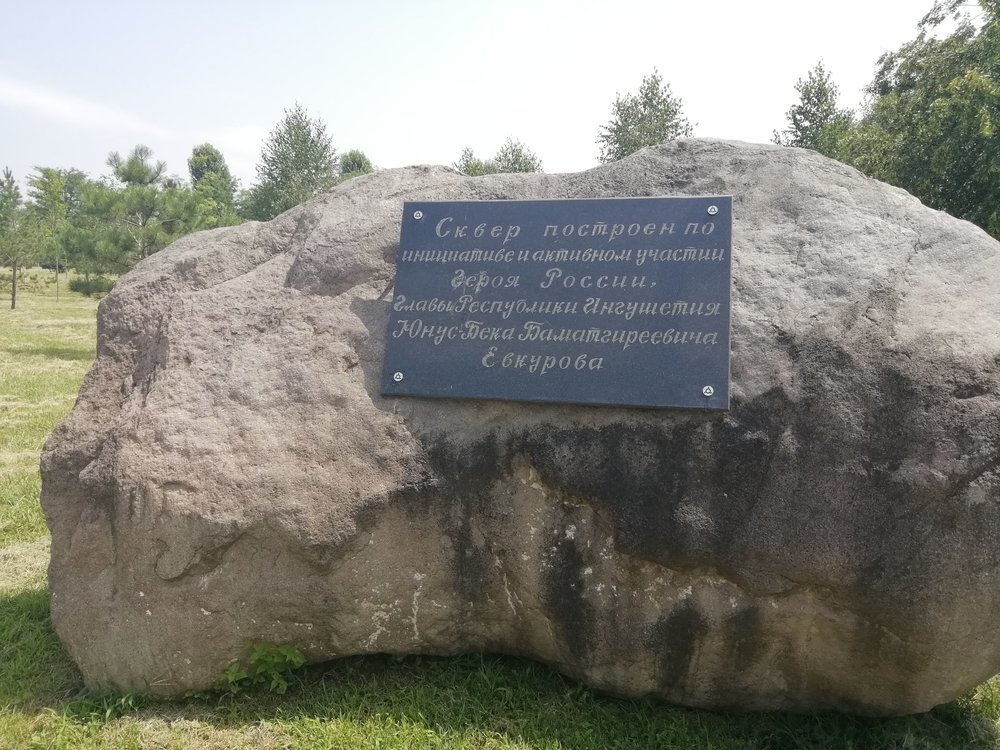 Сквер построен по
инициативе и активном участии
Героя России,
Главы Республики Ингушетия
Юнус-Бека Баматгиреевича
Евкурова